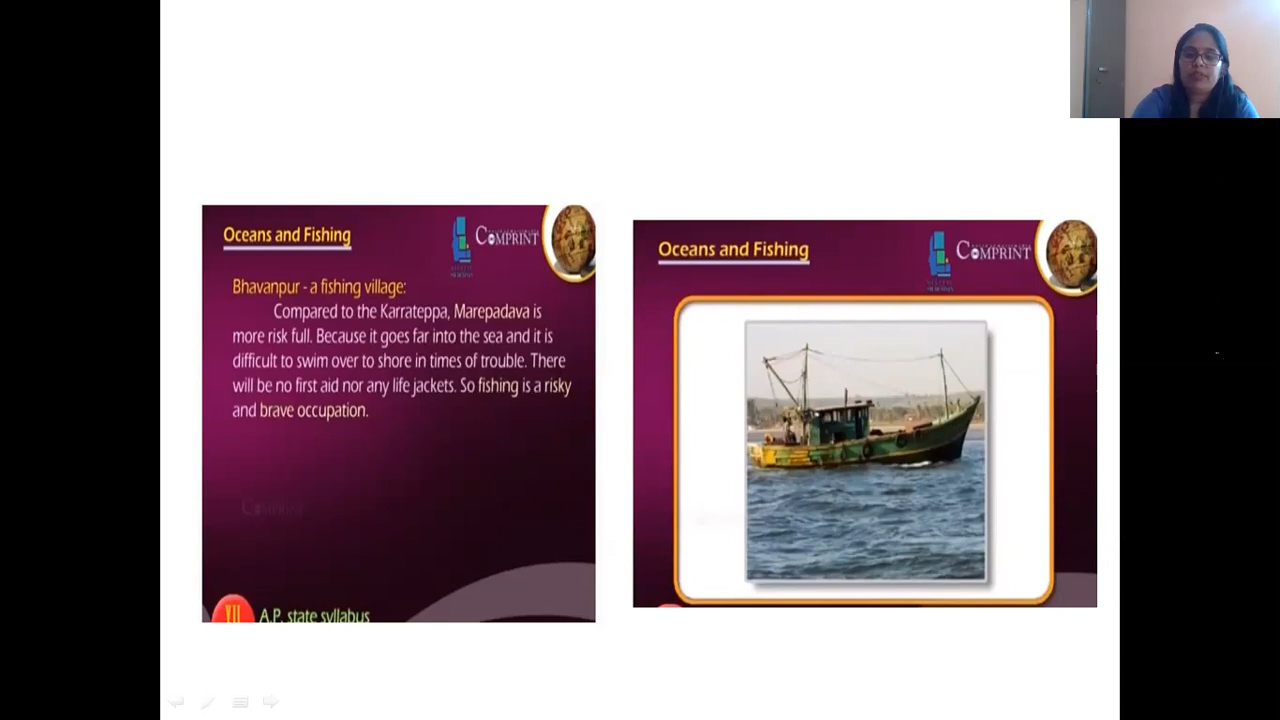 Oceans and Fishing
COMPRINT
Bhavanpur - a fishing village:
Compared to the Karrateppa, Marepadava is
more risk full. Because it goes far into the sea and it is
difficult to swim over to shore in times of trouble. There
will be no first aid nor any life jackets. So fishing is a risky
and brave occupation.
VII
A.P. state syllabus
Oceans and Fishing
COMPRINT